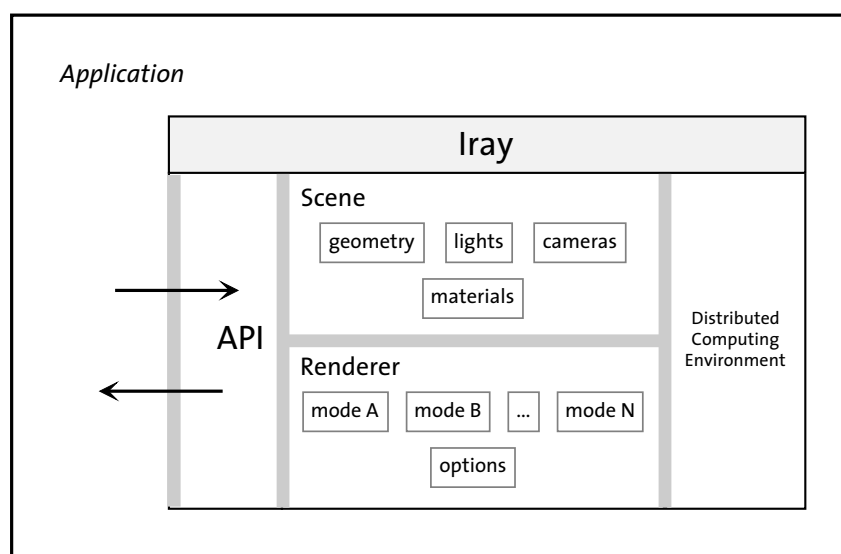 Application
Iray
API
Scene
geometry lights cameras
materials
Renderer
mode A mode B ... mode N
options
Distributed
Computing
Environment